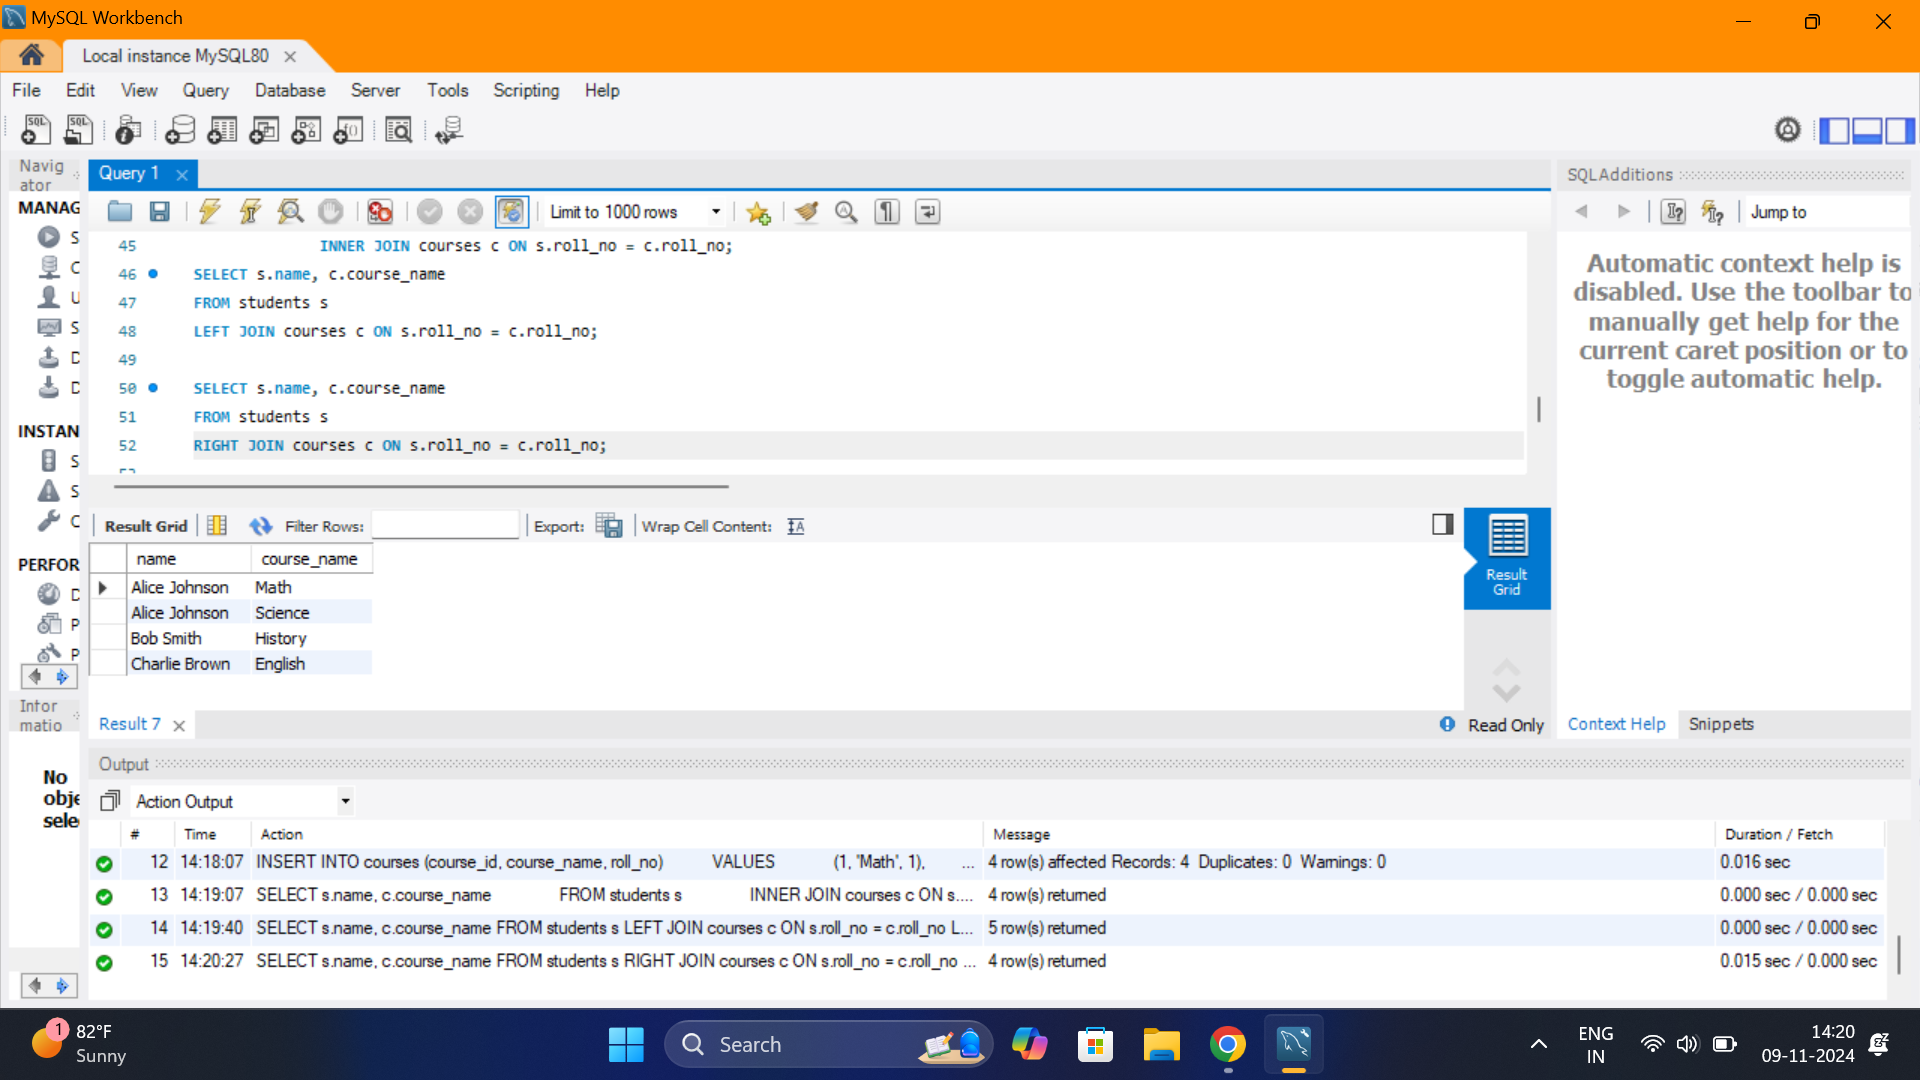 MySQL Workbench
Local instance MySQL80
File Edit View Query Database Server Tools Scripting Help
Navig
ator
MANAG
S
C
U
S
D
D
INSTAN
S
S
C
PERFOR
D
P
P
Infor
matio
No
obje
sele
Query 1
Limit to 1000 rows
45 INNER JOIN courses c ON s.roll_no = c.roll_no;
46 SELECT s.name, c.course_name
47 FROM students s
48 LEFT JOIN courses c ON s.roll_no = c.roll_no;
49
50 SELECT s.name, c.course_name
51 FROM students s
52 RIGHT JOIN courses c ON s.roll_no = c.roll_no;
Result Grid Filter Rows: Export: Wrap Cell Content:
name course_name
Alice Johnson Math
Alice Johnson Science
Bob Smith History
Charlie Brown English
Result
Grid
Result 7
Read Only
SQLAdditions
Jump to
Automatic context help is
disabled. Use the toolbar to
manually get help for the
current caret position or to
toggle automatic help.
Context Help Snippets
Output
Action Output
# Time Action Message Duration / Fetch
12 14:18:07 INSERT INTO courses (course_id, course_name, roll_no) VALUES (1, 'Math', 1), ... 4 row(s) affected Records: 4 Duplicates: 0 Warnings: 0 0.016 sec
13 14:19:07 SELECT s.name, c.course_name FROM students s INNER JOIN courses c ON s.... 4 row(s) returned 0.000 sec / 0.000 sec
14 14:19:40 SELECT s.name, c.course_name FROM students s LEFT JOIN courses c ON s.roll_no = c.roll_no L... 5 row(s) returned 0.000 sec / 0.000 sec
15 14:20:27 SELECT s.name, c.course_name FROM students s RIGHT JOIN courses c ON s.roll_no = c.roll_no ... 4 row(s) returned 0.015 sec / 0.000 sec
1
82°F
Sunny
Search
ENG
IN
14:20
09-11-2024